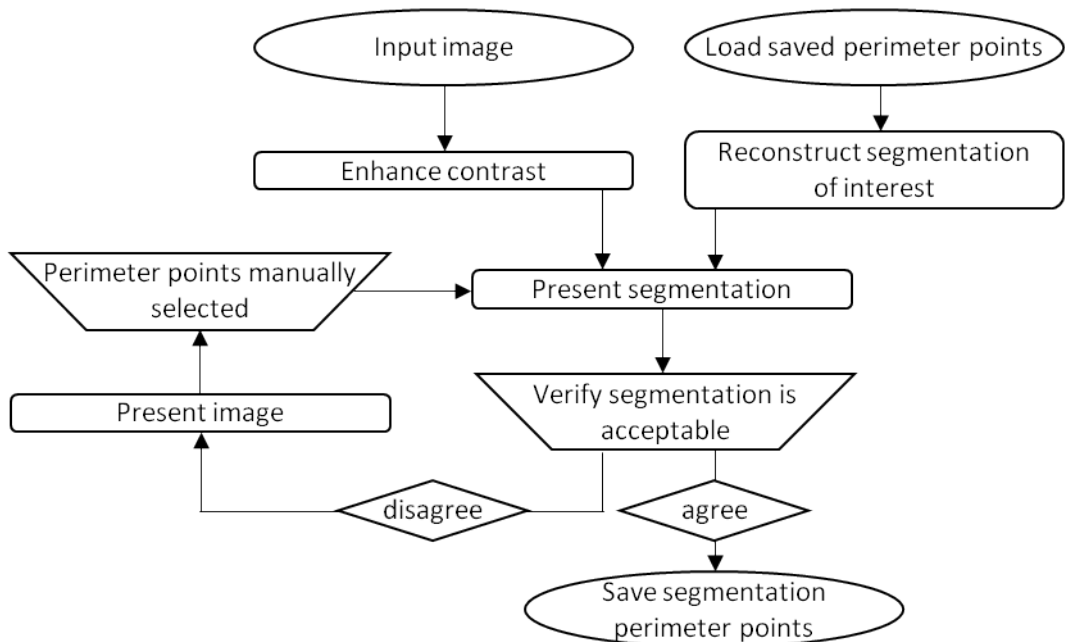 Input image
Load saved perimeter points
Enhance contrast
Reconstruct segmentation
of interest
Perimeter points manually
selected
Present segmentation
Verify segmentation is
acceptable
Present image
disagree
agree
Save segmentation
perimeter points